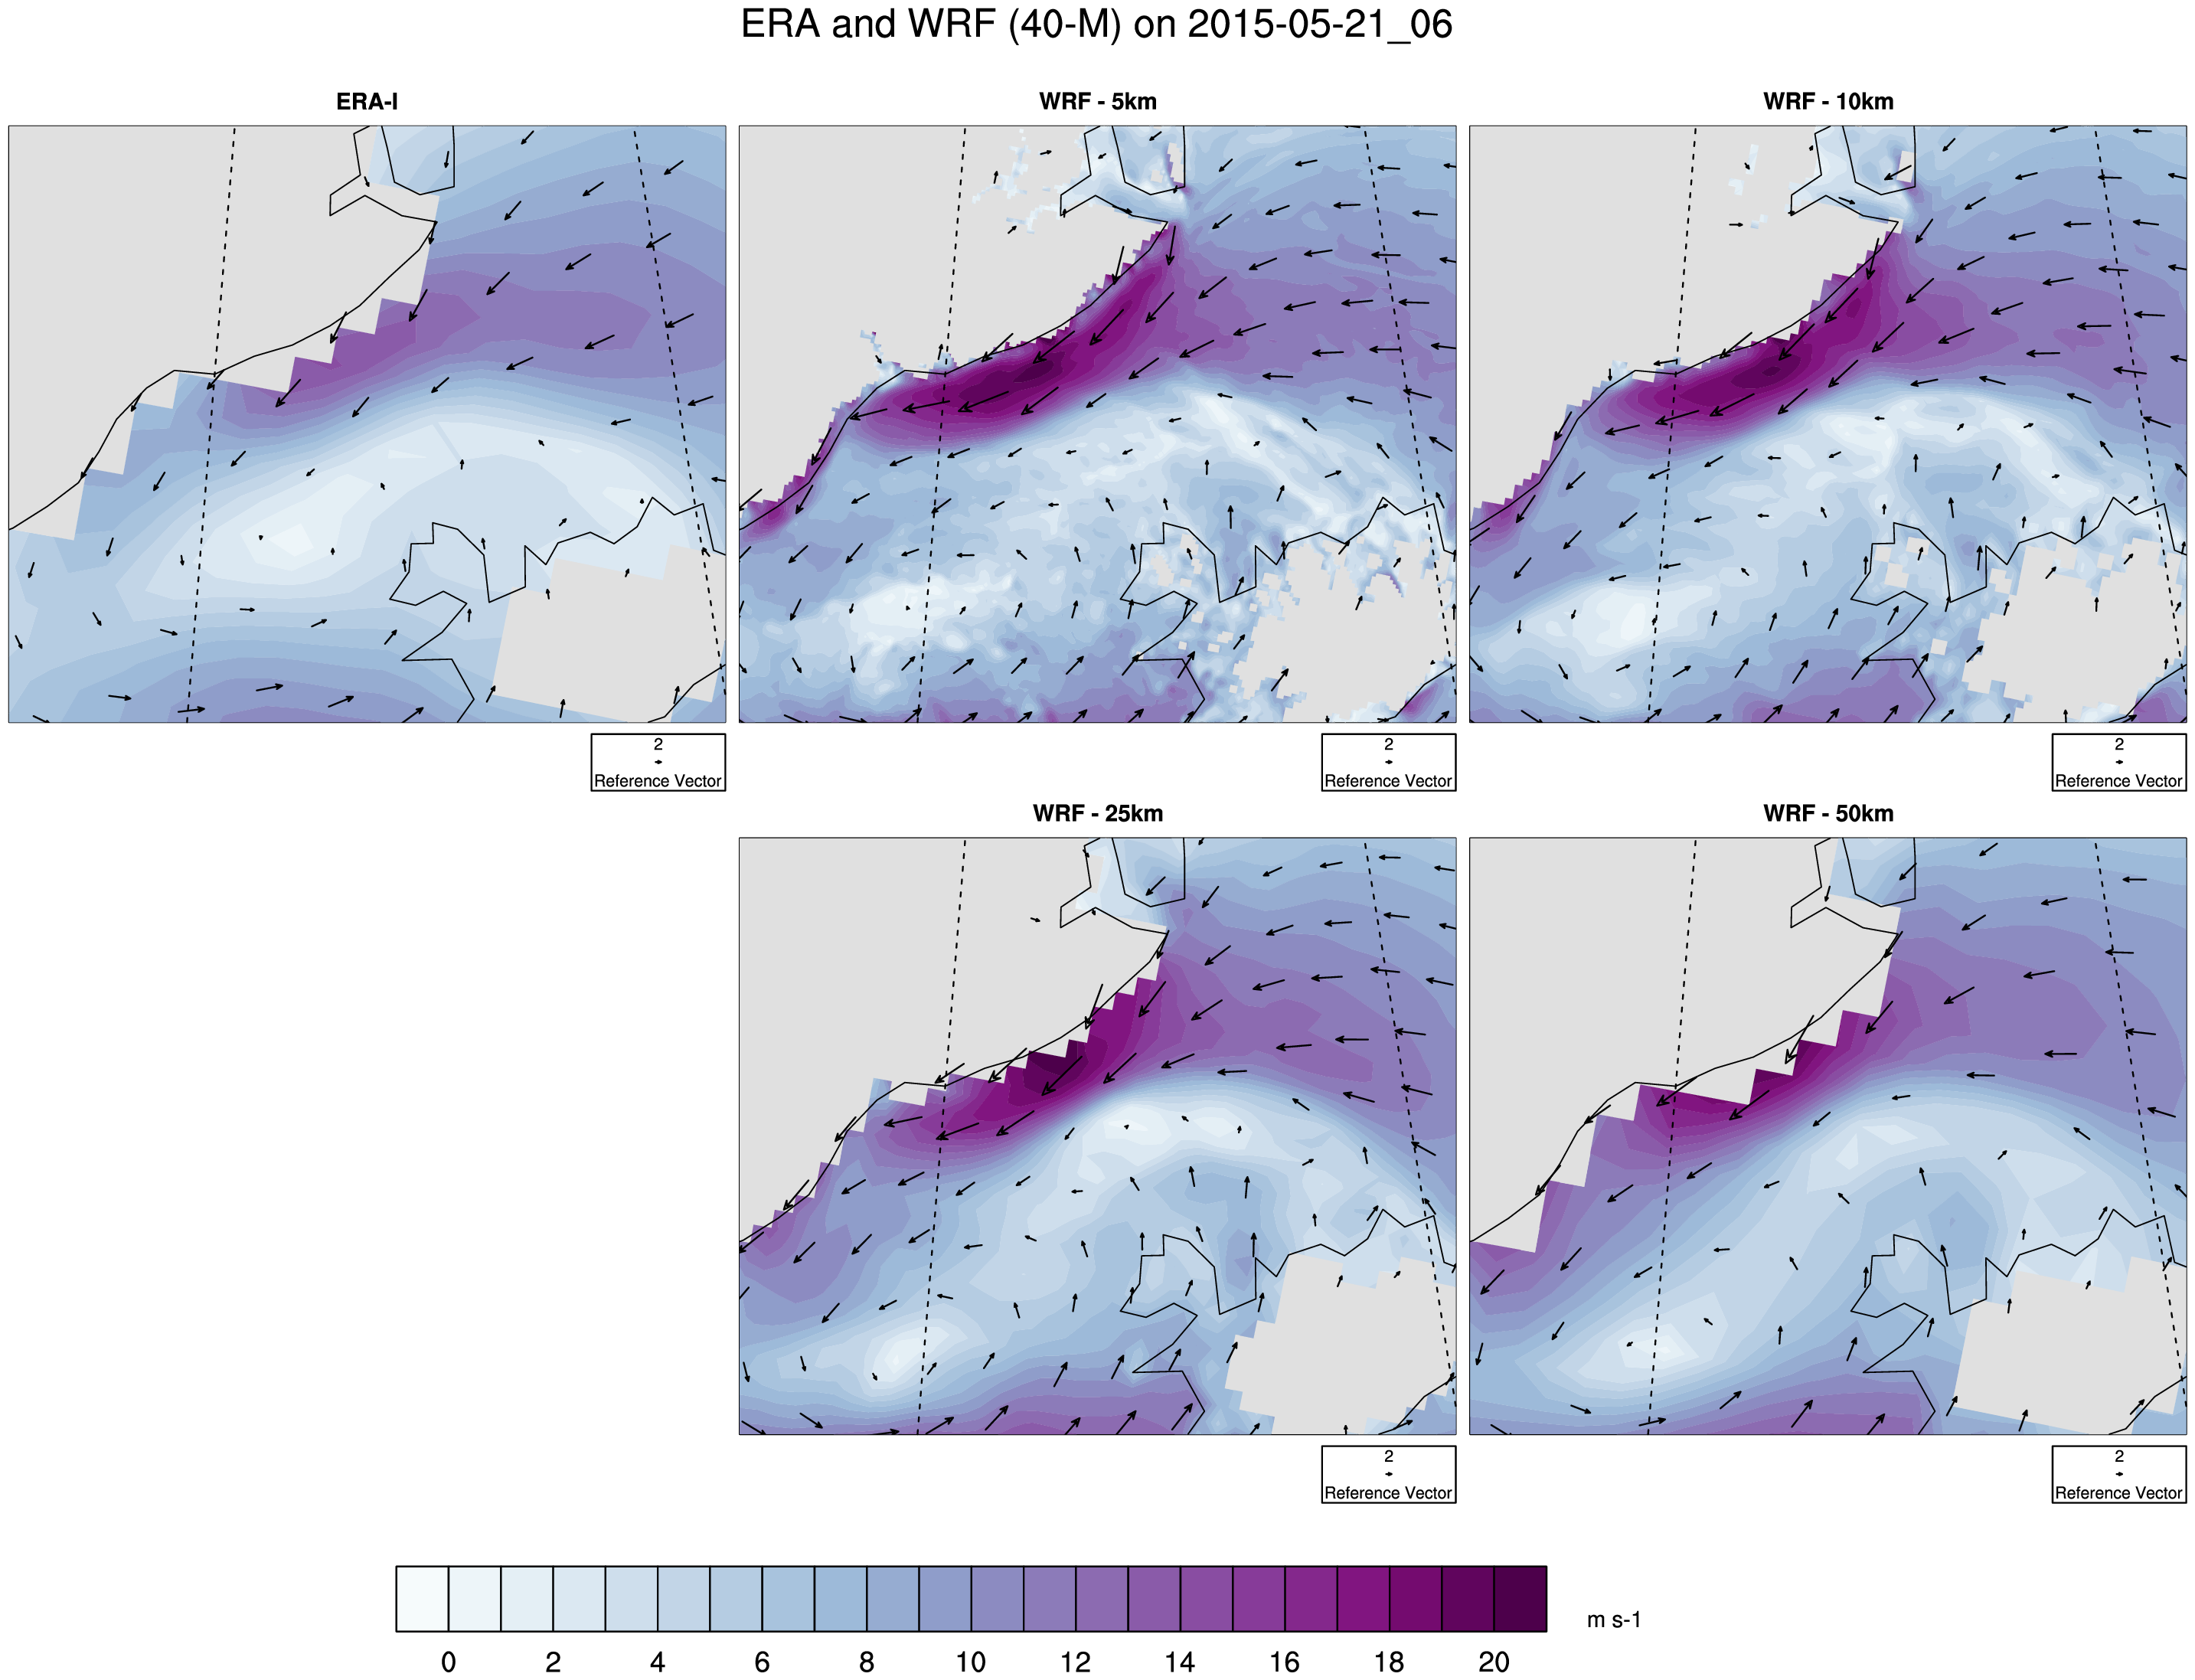 ERA and WRF (40-M) on 2015-05-21_06
ERA-I
WRF - 5km
WRF - 10km
2
Reference Vector
2
Reference Vector
2
Reference Vector
WRF - 25km
WRF - 50km
2
Reference Vector
2
Reference Vector
m s-1
0 2 4 6 8 10 12 14 16 18 20